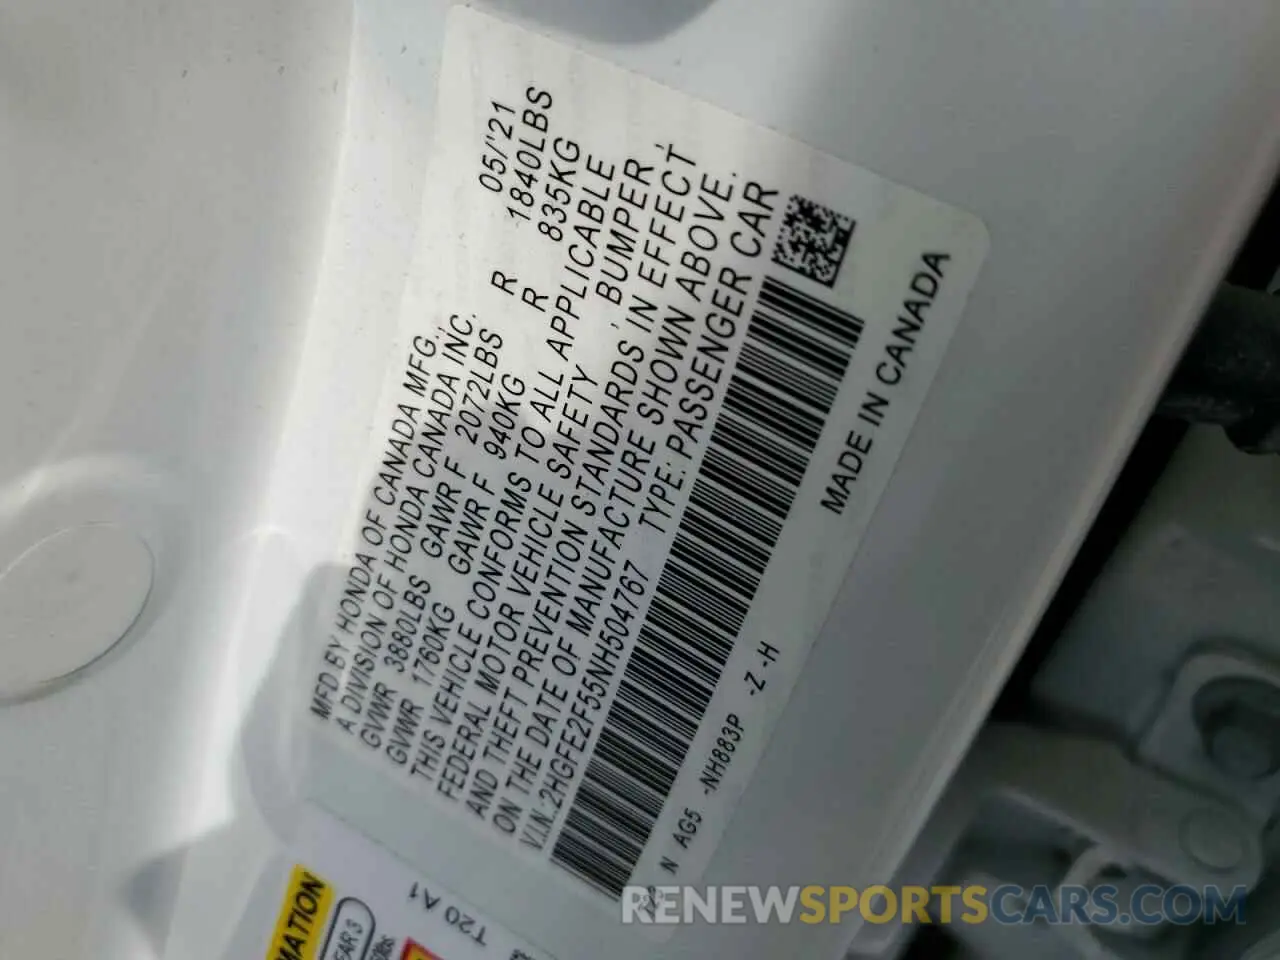 MFD BY HONDA OF CANADA MFG., 05/'21
A DIVISION OF HONDA CANADA INC.
GVWR 3880LBS GAWR F 2072LBS R 1840LBS
GVWR 1760KG GAWR F 940KG R 835KG
THIS VEHICLE CONFORMS TO ALL APPLICABLE
FEDERAL MOTOR VEHICLE SAFETY , BUMPER ,
AND THEFT PREVENTION STANDARDS IN EFFECT
ON THE DATE OF MANUFACTURE SHOWN ABOVE.
V.I.N.:2HGFE2F55NH504767 TYPE: PASSENGER CAR
N AG5 -NH883P -Z -H
MADE IN CANADA
T20 A1
MATION
EAR 3
RENEWSPORTSCARS.COM